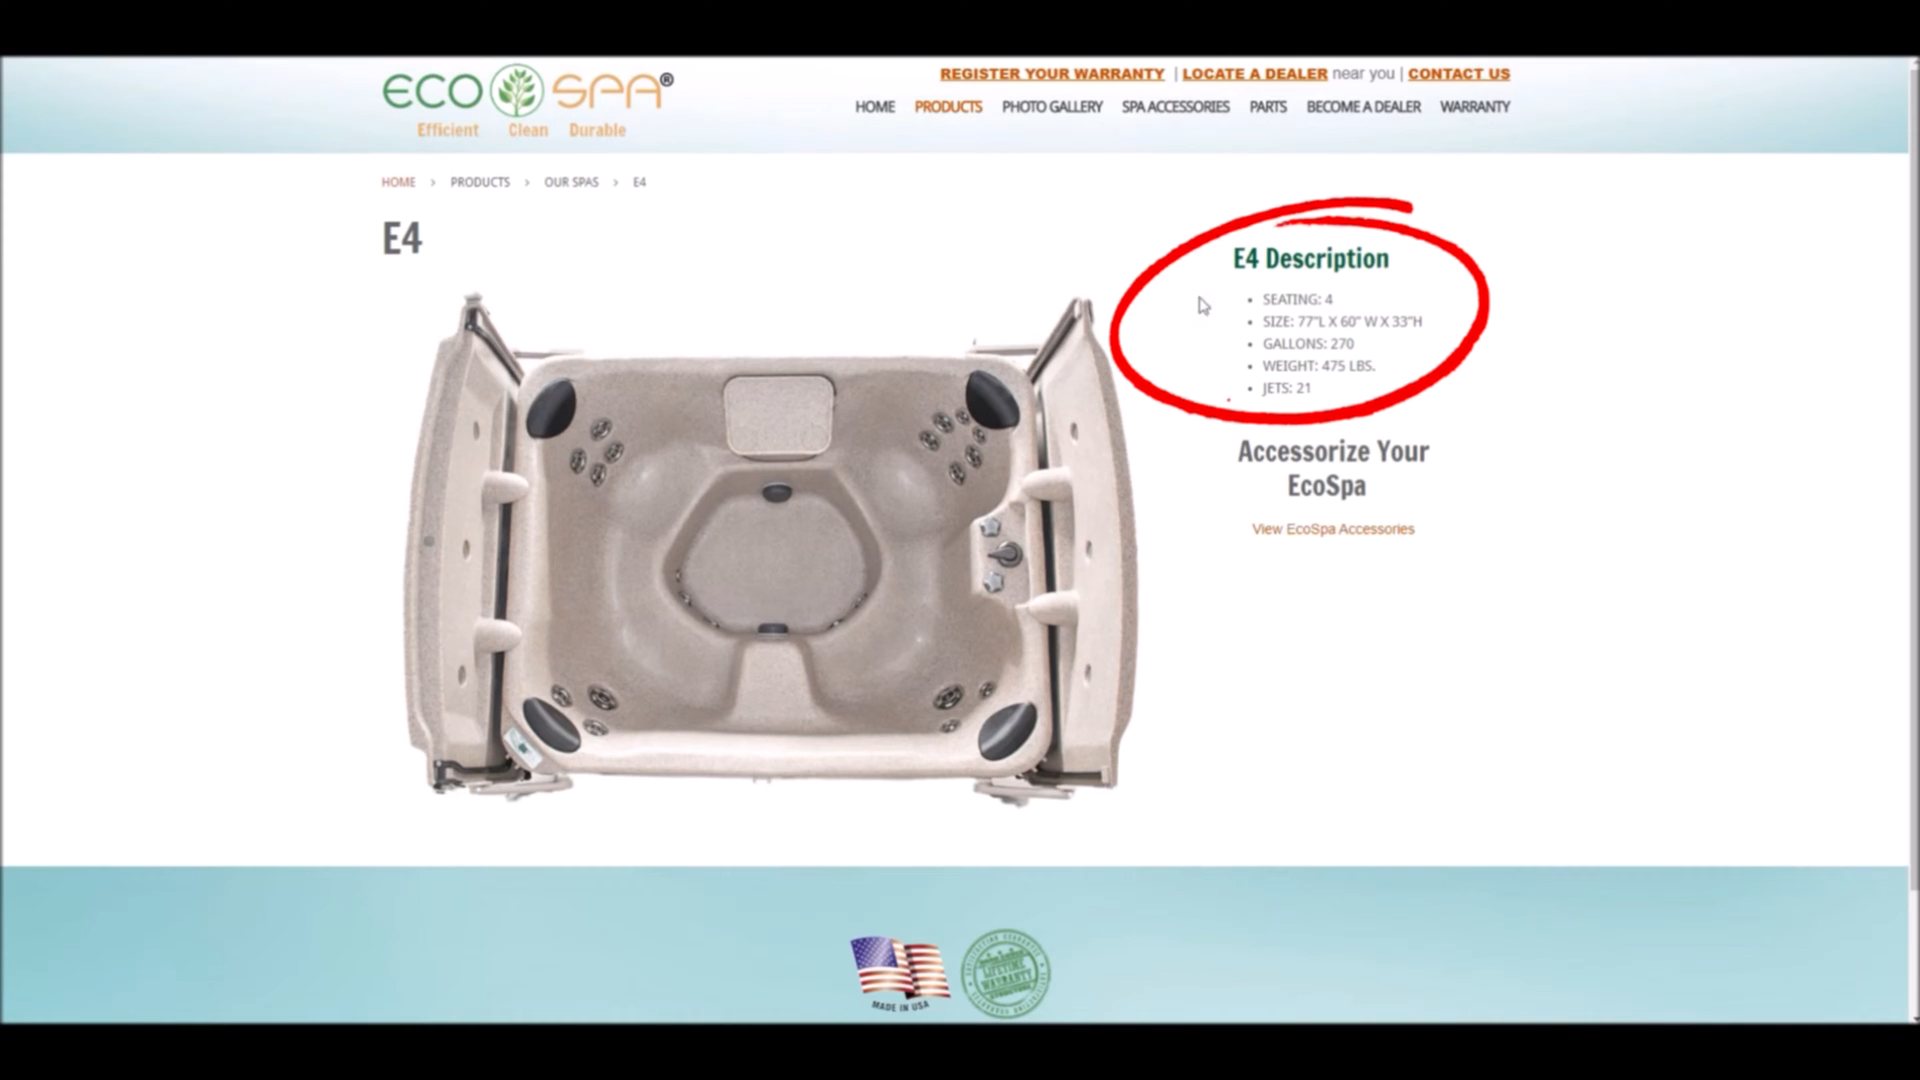 ECO SPA®
Efficient Clean Durable
REGISTER YOUR WARRANTY | LOCATE A DEALER near you | CONTACT US
HOME PRODUCTS PHOTO GALLERY SPA ACCESSORIES PARTS BECOME A DEALER WARRANTY
HOME > PRODUCTS > OUR SPAS > E4
E4
E4 Description
• SEATING: 4
• SIZE: 77"L X 60" W X 33"H
• GALLONS: 270
• WEIGHT: 475 LBS.
• JETS: 21
Accessorize Your
EcoSpa
View EcoSpa Accessories
MADE IN USA
LIFETIME
WARRANTY